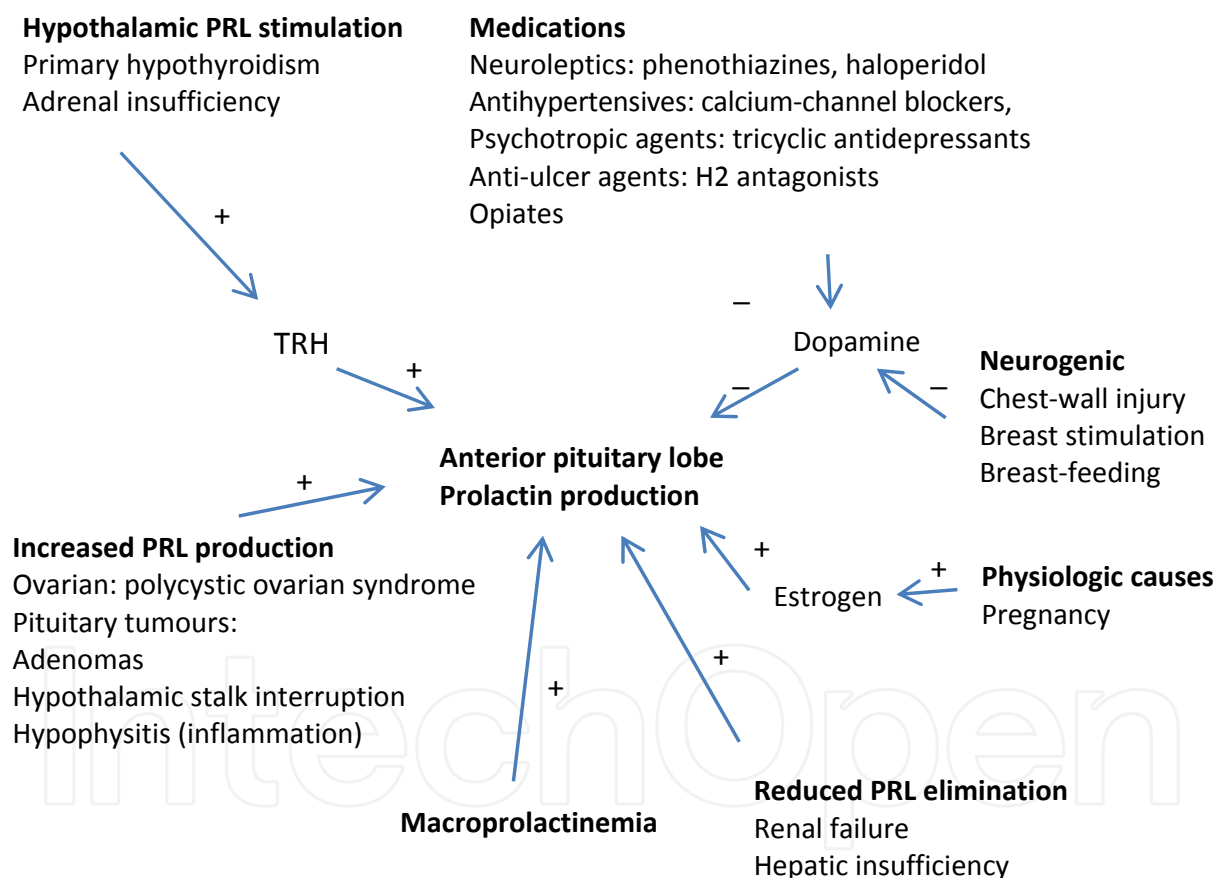 Hypothalamic PRL stimulation
Primary hypothyroidism
Adrenal insufficiency
+
TRH
+
Medications
Neuroleptics: phenothiazines, haloperidol
Antihypertensives: calcium-channel blockers,
Psychotropic agents: tricyclic antidepressants
Anti-ulcer agents: H2 antagonists
Opiates
–
Dopamine
–
Neurogenic
–
Chest-wall injury
Breast stimulation
Breast-feeding
Anterior pituitary lobe
Prolactin production
+
Increased PRL production
Ovarian: polycystic ovarian syndrome
Pituitary tumours:
Adenomas
Hypothalamic stalk interruption
Hypophysitis (inflammation)
+
Estrogen
+
Physiologic causes
Pregnancy
+
Macroprolactinemia
+
Reduced PRL elimination
Renal failure
Hepatic insufficiency
IntechOpen